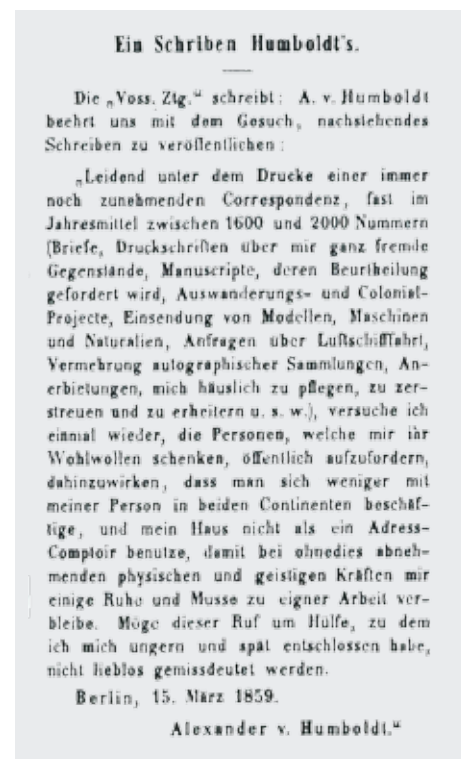 Ein Schreiben Humboldt's.
Die „Voss. Ztg.“ schreibt: A. v. Humboldt
beehrt uns mit dem Gesuch, nachstehendes
Schreiben zu veröffentlichen:
„Leidend unter dem Drucke einer immer
noch zunehmenden Correspondenz, fast im
Jahresmittel zwischen 1600 und 2000 Nummern
(Briefe, Druckschriften über mir ganz fremde
Gegenstände, Manuscripte, deren Beurtheilung
gefordert wird, Auswanderungs- und Colonial-
Projecte, Einsendung von Modellen, Maschinen
und Naturalien, Anfragen über Luftschifffahrt,
Vermehrung autographischer Sammlungen, An-
erbietungen, mich häuslich zu pflegen, zu zer-
streuen und zu erheitern u. s. w.), versuche ich
einmal wieder, die Personen, welche mir ihr
Wohlwollen schenken, öffentlich aufzufordern,
dahinzuwirken, dass man sich weniger mit
meiner Person in beiden Continenten beschäf-
tige, und mein Haus nicht als ein Adress-
Comptoir benutze, damit bei ohnedies abneh-
menden physischen und geistigen Kräften mir
einige Ruhe und Musse zu eigner Arbeit ver-
bleibe. Möge dieser Ruf um Hülfe, zu dem
ich mich ungern und spät entschlossen habe,
nicht lieblos gemissdeutet werden.
Berlin, 15. März 1859.
Alexander v. Humboldt.“